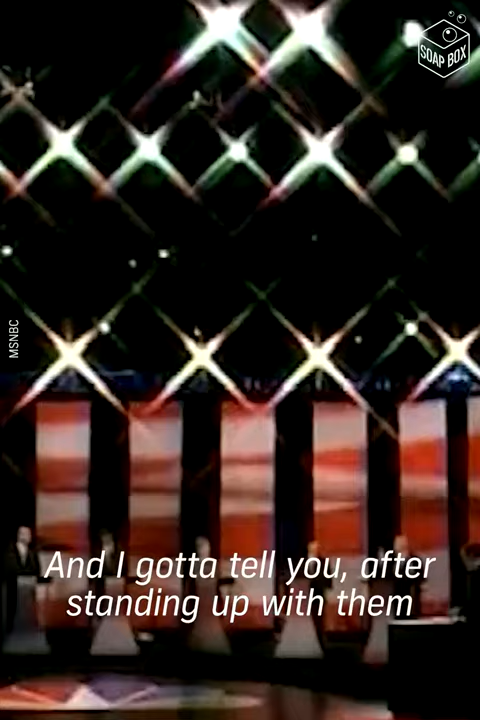 SOAP BOX
MSNBC
And I gotta tell you, after
standing up with them